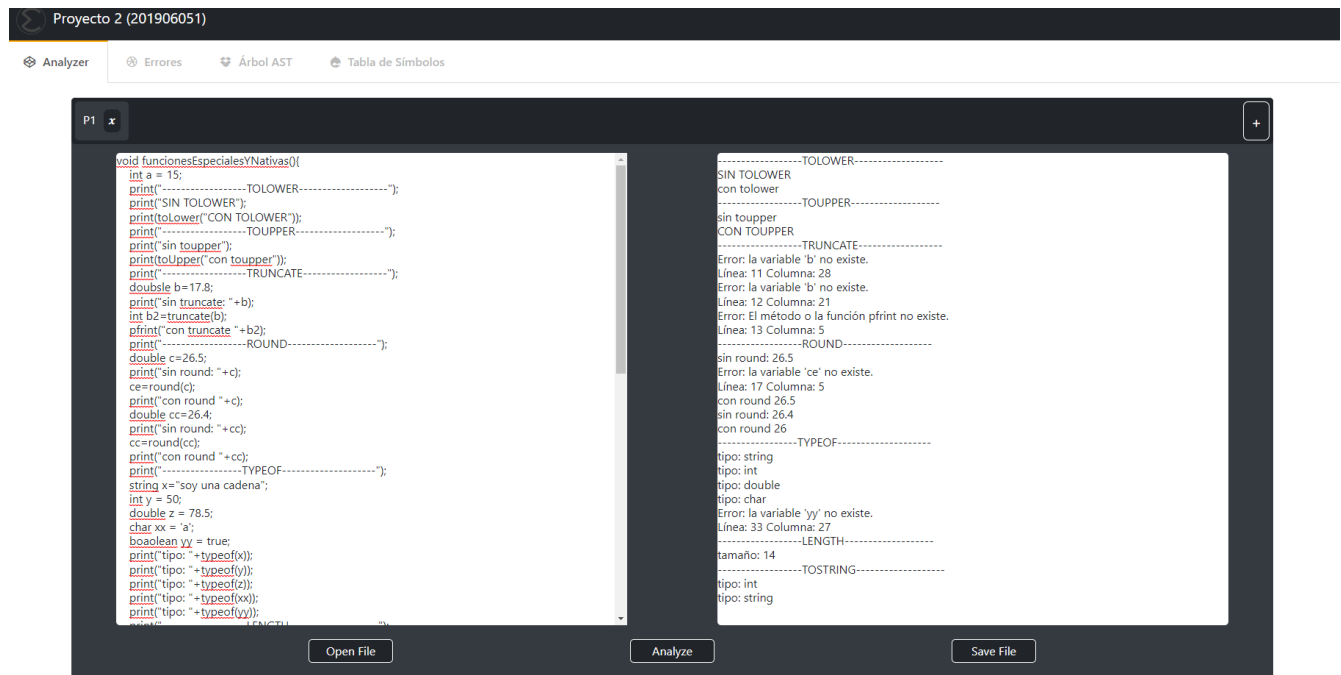 Proyecto 2 (201906051)
Analyzer
Errores
Árbol AST
Tabla de Símbolos
P1 x
+
void funcionesEspecialesYNativas(){
int a = 15;
print("------------------TOLOWER-------------------");
print("SIN TOLOWER");
print(toLower("CON TOLOWER"));
print("------------------TOUPPER-------------------");
print("sin toupper");
print(toUpper("con toupper"));
print("------------------TRUNCATE------------------");
doubsle b=17.8;
print("sin truncate: "+b);
int b2=truncate(b);
pfrint("con truncate "+b2);
print("------------------ROUND-------------------");
double c=26.5;
print("sin round: "+c);
ce=round(c);
print("con round "+c);
double cc=26.4;
print("sin round: "+cc);
cc=round(cc);
print("con round "+cc);
print("-----------------TYPEOF--------------------");
string x="soy una cadena";
int y = 50;
double z = 78.5;
char xx = 'a';
boaolean yy = true;
print("tipo: "+typeof(x));
print("tipo: "+typeof(y));
print("tipo: "+typeof(z));
print("tipo: "+typeof(xx));
print("tipo: "+typeof(yy));
print("------------------LENGTH-------------------");
------------------TOLOWER-------------------
SIN TOLOWER
con tolower
------------------TOUPPER-------------------
sin toupper
CON TOUPPER
------------------TRUNCATE------------------
Error: la variable 'b' no existe.
Línea: 11 Columna: 28
Error: la variable 'b' no existe.
Línea: 12 Columna: 21
Error: El método o la función pfrint no existe.
Línea: 13 Columna: 5
------------------ROUND-------------------
sin round: 26.5
Error: la variable 'ce' no existe.
Línea: 17 Columna: 5
con round 26.5
sin round: 26.4
con round 26
-----------------TYPEOF--------------------
tipo: string
tipo: int
tipo: double
tipo: char
Error: la variable 'yy' no existe.
Línea: 33 Columna: 27
------------------LENGTH-------------------
tamaño: 14
------------------TOSTRING-------------------
tipo: int
tipo: string
Open File
Analyze
Save File